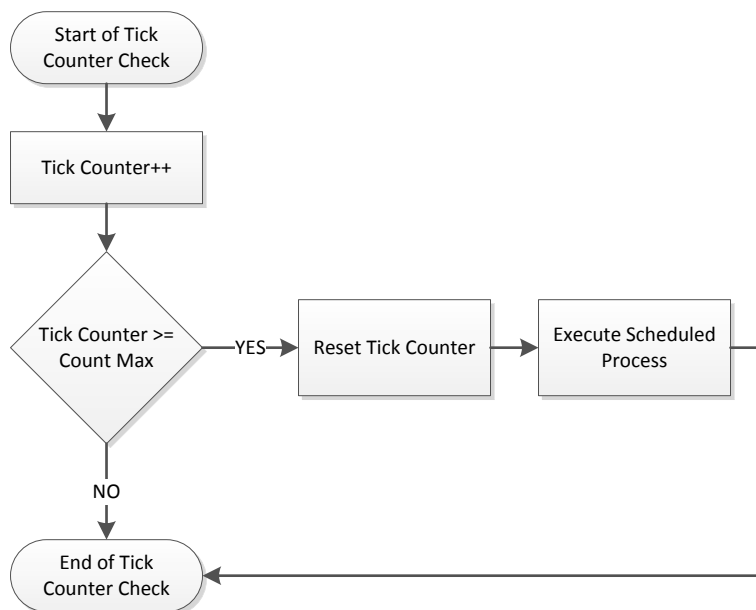 Start of Tick
Counter Check
Tick Counter++
Tick Counter >=
Count Max
YES
Reset Tick Counter
Execute Scheduled
Process
NO
End of Tick
Counter Check